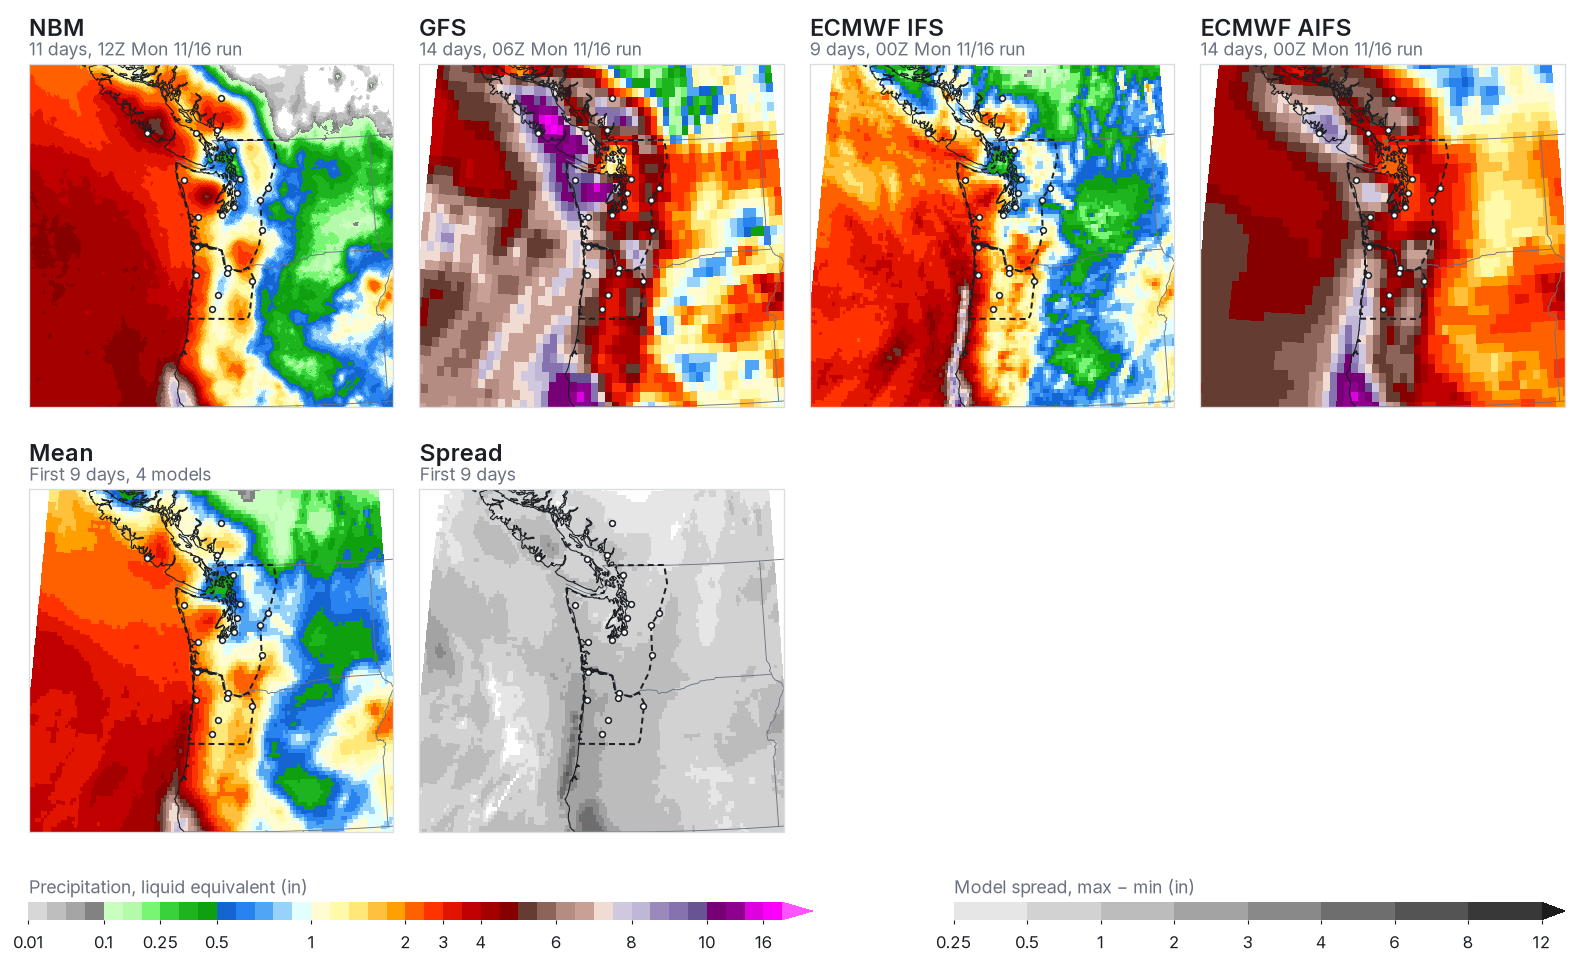 NBM
11 days, 12Z Mon 11/16 run
GFS
14 days, 06Z Mon 11/16 run
ECMWF IFS
9 days, 00Z Mon 11/16 run
ECMWF AIFS
14 days, 00Z Mon 11/16 run
Mean
First 9 days, 4 models
Spread
First 9 days
Precipitation, liquid equivalent (in)
0.01 0.1 0.25 0.5 1 2 3 4 6 8 10 16
Model spread, max − min (in)
0.25 0.5 1 2 3 4 6 8 12